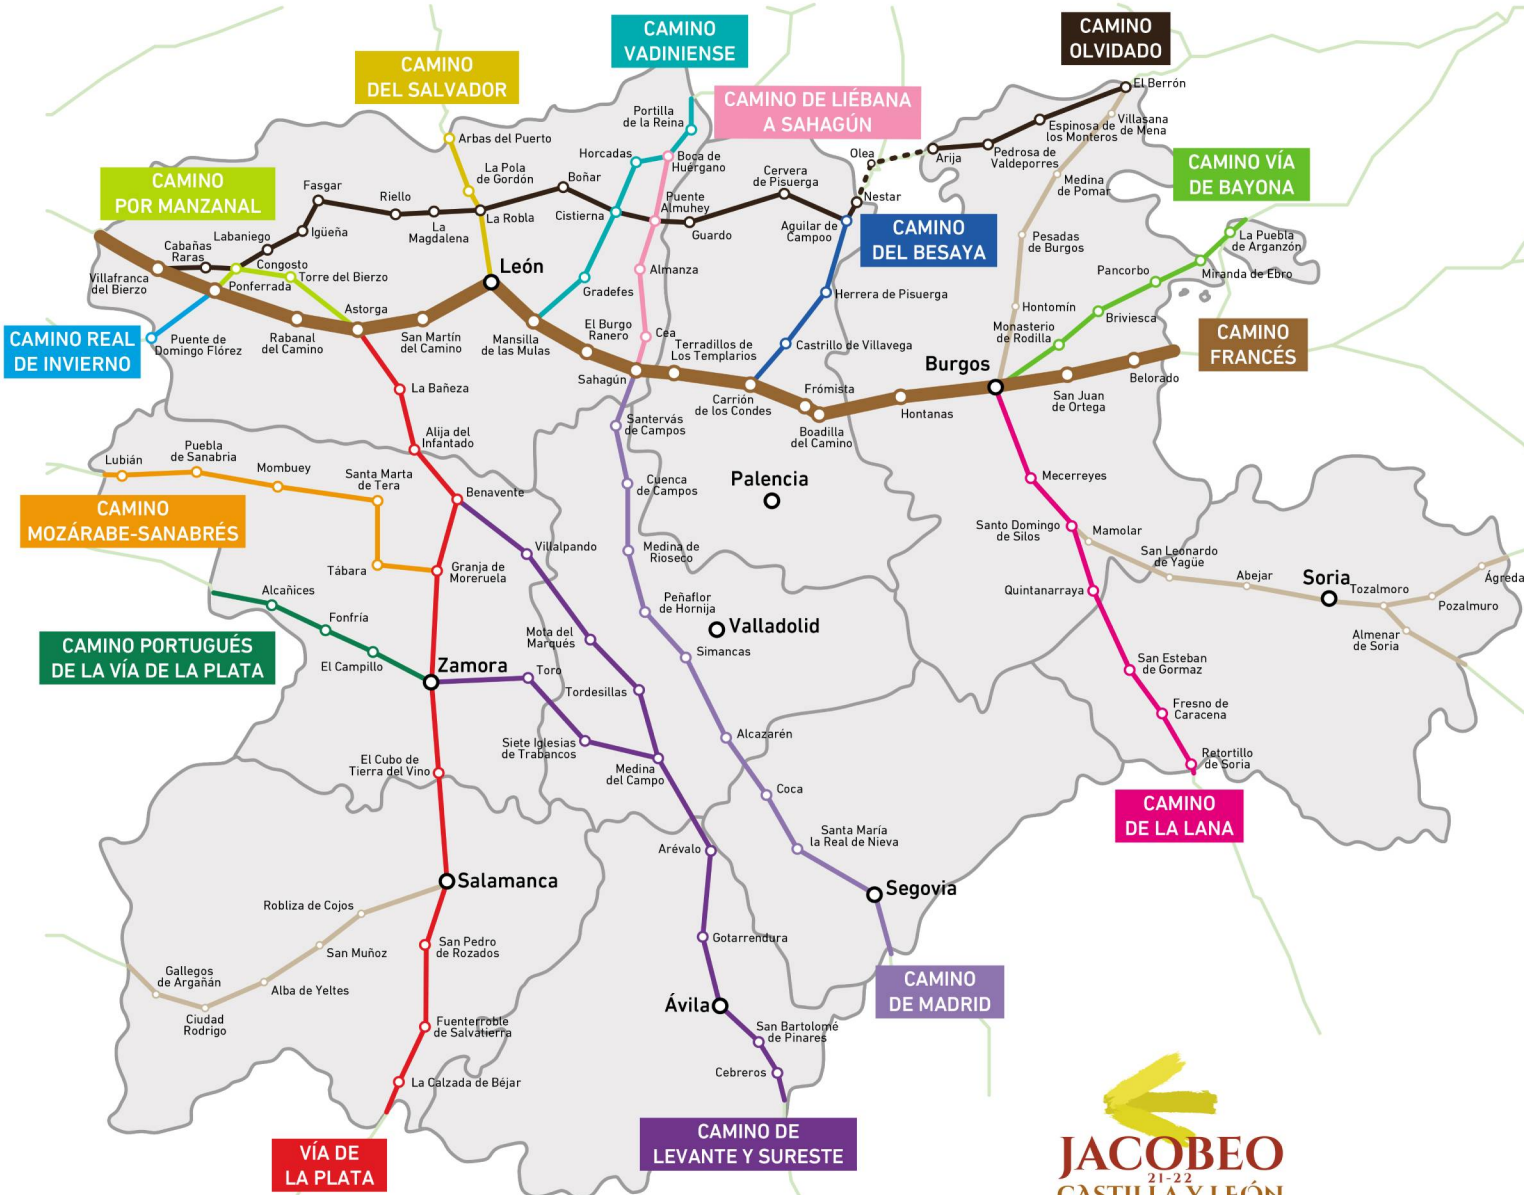 CAMINO
OLVIDADO
CAMINO
VADINIENSE
CAMINO
DEL SALVADOR
CAMINO DE LIÉBANA
A SAHAGÚN
El Berrón
Villasana
de Mena
Espinosa de
los Monteros
Pedrosa de
Valdeporres
Arija
Olea
Nestar
Medina
de Pomar
Portilla
de la Reina
Arbas del Puerto
Horcadas
Boca de
Huérgano
La Pola
de Gordón
Boñar
Cervera
de Pisuerga
CAMINO VÍA
DE BAYONA
CAMINO
POR MANZANAL
Fasgar
Riello
La Robla
Cistierna
Puente
Almuhey
Guardo
Aguilar de
Campoo
CAMINO
DEL BESAYA
Pesadas
de Burgos
La Puebla
de Arganzón
Labaniego
Igüeña
La
Magdalena
Cabañas
Raras
Congosto
Torre del Bierzo
León
Almanza
Gradefes
Herrera de Pisuerga
Pancorbo
Miranda de Ebro
Villafranca
del Bierzo
Ponferrada
Astorga
Hontomín
Briviesca
CAMINO REAL
DE INVIERNO
Puente de
Domingo Flórez
Rabanal
del Camino
San Martín
del Camino
Mansilla
de las Mulas
El Burgo
Ranero
Cea
Terradillos de
Los Templarios
Castrillo de Villavega
Monasterio
de Rodilla
CAMINO
FRANCÉS
Sahagún
Carrión
de los Condes
Frómista
Boadilla
del Camino
Hontanas
Burgos
San Juan
de Ortega
Belorado
La Bañeza
Santervás
de Campos
Alija del
Infantado
Lubián
Puebla
de Sanabria
Mombuey
Santa Marta
de Tera
Benavente
Cuenca
de Campos
Palencia
Mecerreyes
CAMINO
MOZÁRABE-SANABRÉS
Villalpando
Medina de
Rioseco
Santo Domingo
de Silos
Mamolar
San Leonardo
de Yagüe
Abejar
Soria
Tozalmoro
Ágreda
Pozalmuro
Almenar
de Soria
Tábara
Granja de
Moreruela
Quintanarraya
Alcañices
Fonfría
El Campillo
Peñaflor
de Hornija
Valladolid
Simancas
CAMINO PORTUGUÉS
DE LA VÍA DE LA PLATA
Zamora
Toro
Mota del
Marqués
Tordesillas
San Esteban
de Gormaz
Fresno de
Caracena
Retortillo
de Soria
Siete Iglesias
de Trabancos
Medina
del Campo
Alcazarén
El Cubo de
Tierra del Vino
Coca
CAMINO
DE LA LANA
Santa María
la Real de Nieva
Arévalo
Salamanca
Segovia
Robliza de Cojos
San Muñoz
San Pedro
de Rozados
Gotarrendura
Gallegos
de Argañán
Ciudad
Rodrigo
Alba de Yeltes
CAMINO
DE MADRID
Ávila
San Bartolomé
de Pinares
Cebreros
Fuenterroble
de Salvatierra
La Calzada de Béjar
VÍA DE
LA PLATA
CAMINO DE
LEVANTE Y SURESTE
JACOBEO
21-22
CASTILLA Y LEÓN